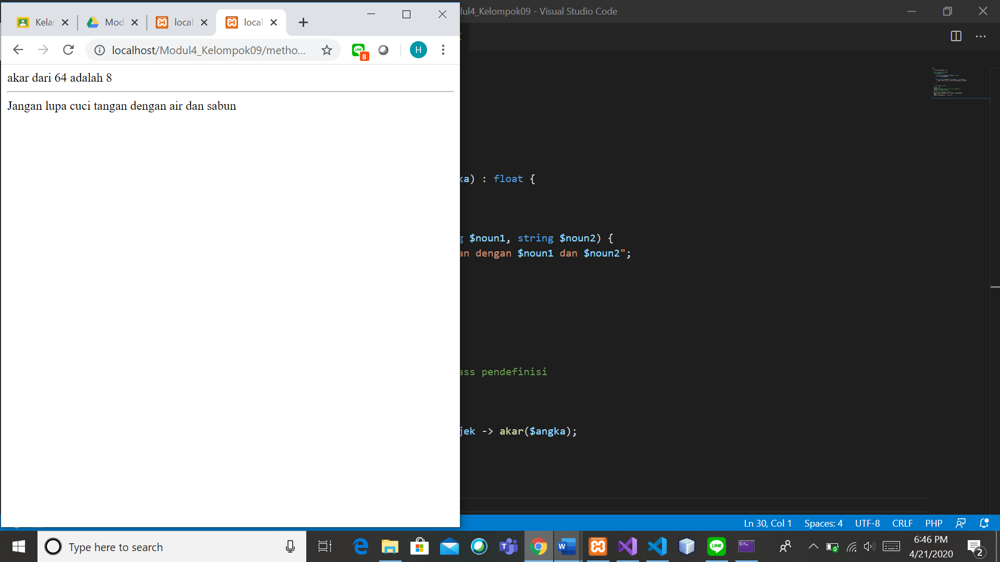 Kelas
Mod
local
local
dul4_Kelompok09 - Visual Studio Code
localhost/Modul4_Kelompok09/metho...
LINE
8
H
akar dari 64 adalah 8
Jangan lupa cuci tangan dengan air dan sabun
ka) : float {
g $noun1, string $noun2) {
an dengan $noun1 dan $noun2";
ass pendefinisi
jek -> akar($angka);
Ln 30, Col 1 Spaces: 4 UTF-8 CRLF PHP
Type here to search
LINE
6:46 PM
4/21/2020
2